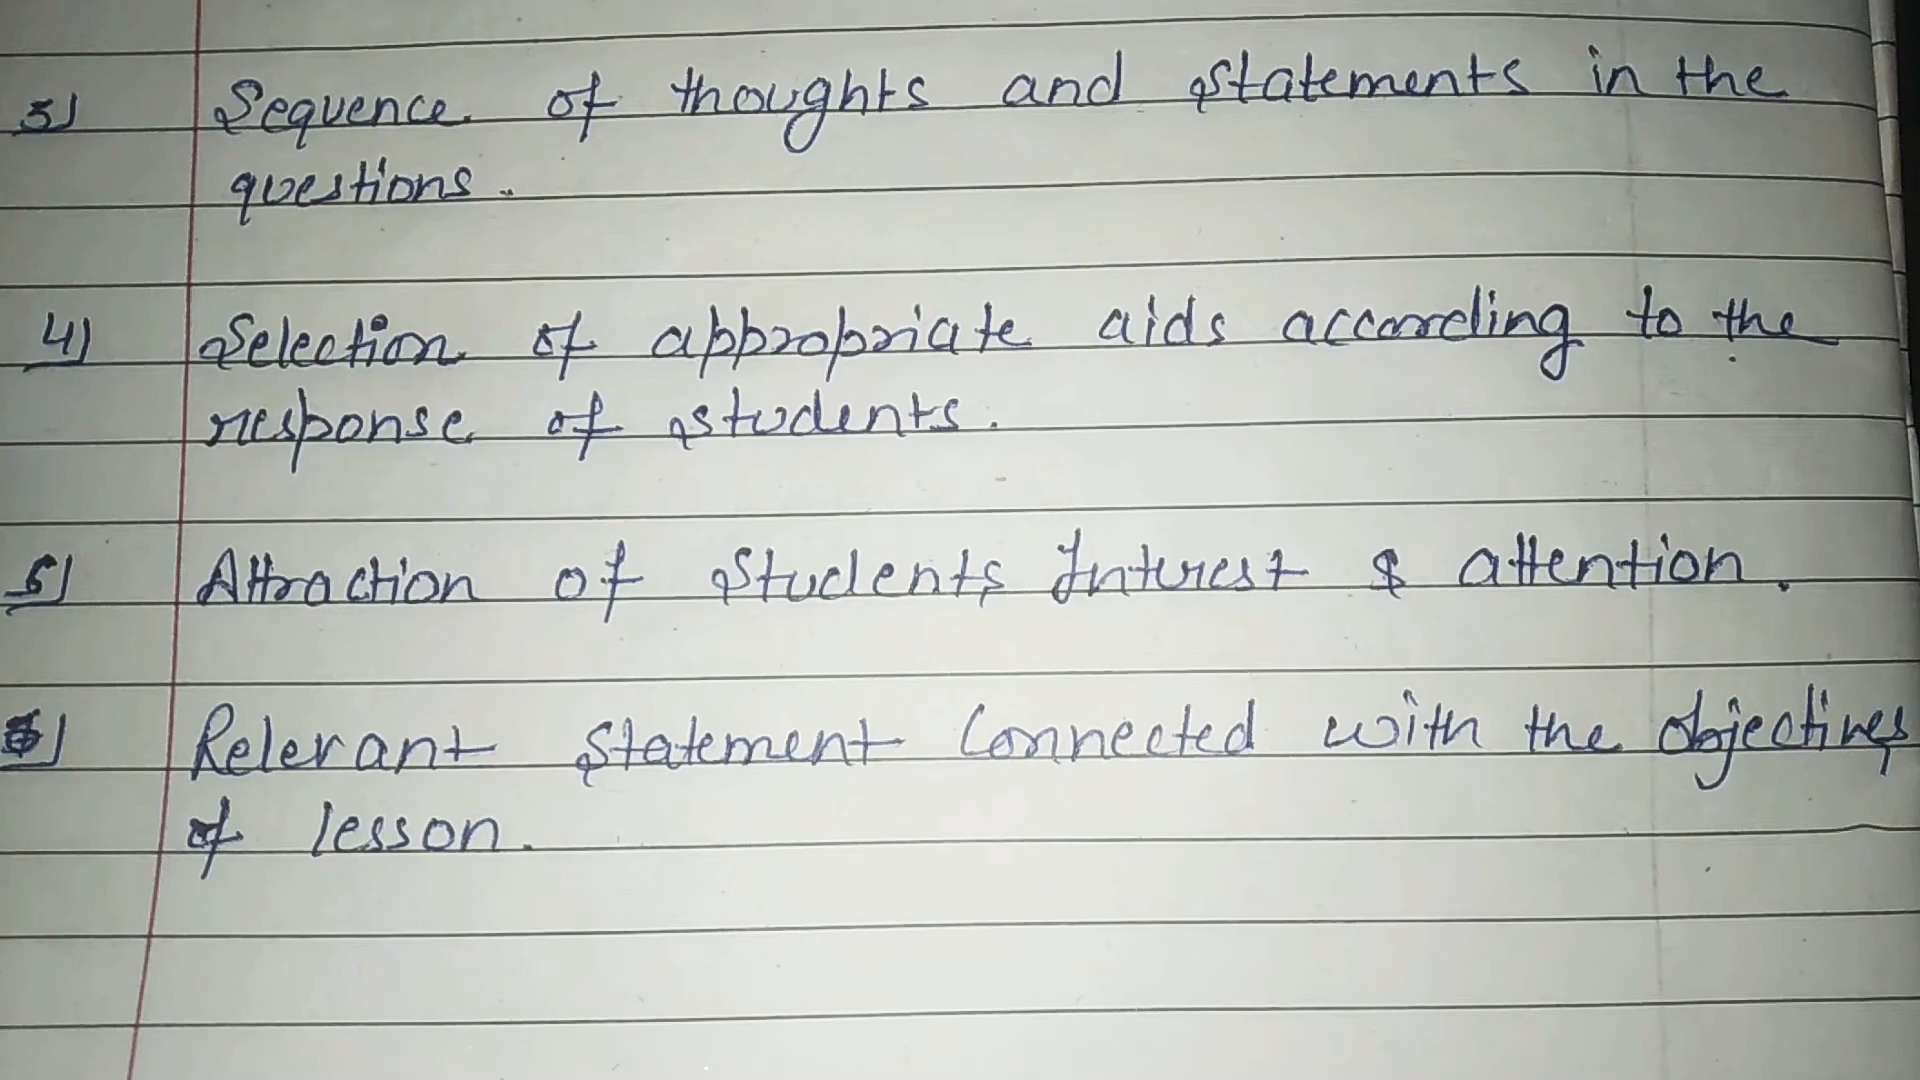 3) Sequence of thoughts and statements in the
questions.
4) Selection of appropriate aids according to the
response of students.
5) Attraction of Students Interest & attention.
6) Relevant Statement Connected with the objectives
of lesson.